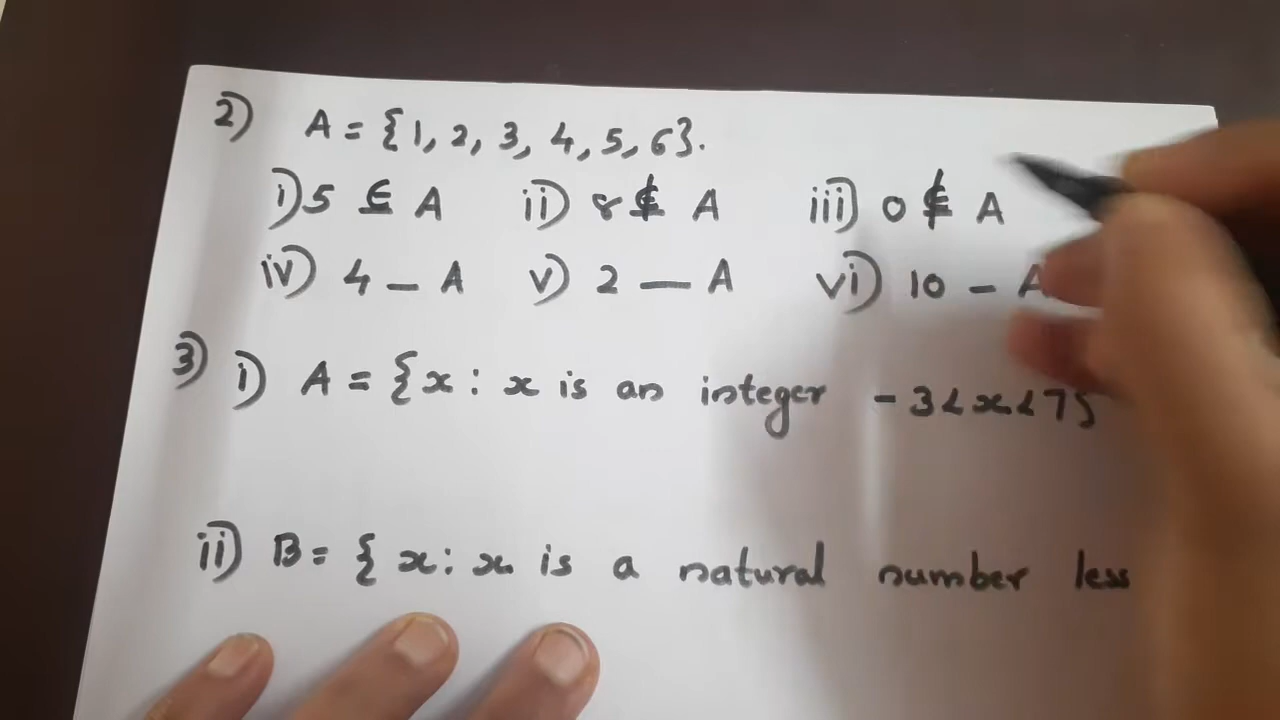 2) A = {1, 2, 3, 4, 5, 6}.
i) 5 ∈ A ii) 8 ∉ A iii) 0 ∉ A
iv) 4 _ A v) 2 _ A vi) 10 _ A
3) i) A = {x : x is an integer -3<x<7}
ii) B = { x : x is a natural number less